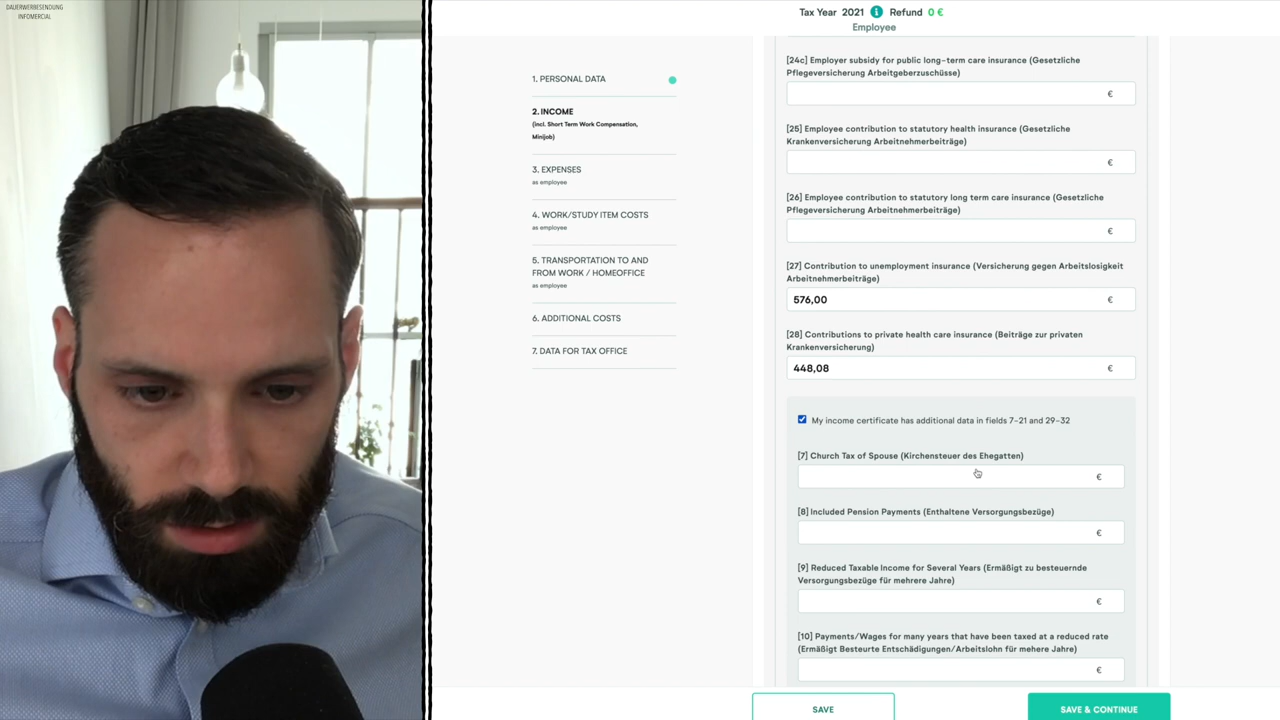 DAUERWERBESENDUNG
INFOMERCIAL
Tax Year 2021 i Refund 0 €
Employee
1. PERSONAL DATA
2. INCOME
(incl. Short Term Work Compensation,
Minijob)
3. EXPENSES
as employee
4. WORK/STUDY ITEM COSTS
as employee
5. TRANSPORTATION TO AND
FROM WORK / HOMEOFFICE
as employee
6. ADDITIONAL COSTS
7. DATA FOR TAX OFFICE
[24c] Employer subsidy for public long-term care insurance (Gesetzliche
Pflegeversicherung Arbeitgeberzuschüsse)
€
[25] Employee contribution to statutory health insurance (Gesetzliche
Krankenversicherung Arbeitnehmerbeiträge)
€
[26] Employee contribution to statutory long term care insurance (Gesetzliche
Pflegeversicherung Arbeitnehmerbeiträge)
€
[27] Contribution to unemployment insurance (Versicherung gegen Arbeitslosigkeit
Arbeitnehmerbeiträge)
576,00 €
[28] Contributions to private health care insurance (Beiträge zur privaten
Krankenversicherung)
448,08 €
My income certificate has additional data in fields 7-21 and 29-32
[7] Church Tax of Spouse (Kirchensteuer des Ehegatten)
€
[8] Included Pension Payments (Enthaltene Versorgungsbezüge)
€
[9] Reduced Taxable Income for Several Years (Ermäßigt zu besteuernde
Versorgungsbezüge für mehrere Jahre)
€
[10] Payments/Wages for many years that have been taxed at a reduced rate
(Ermäßigt Besteurte Entschädigungen/Arbeitslohn für mehere Jahre)
€
SAVE
SAVE & CONTINUE